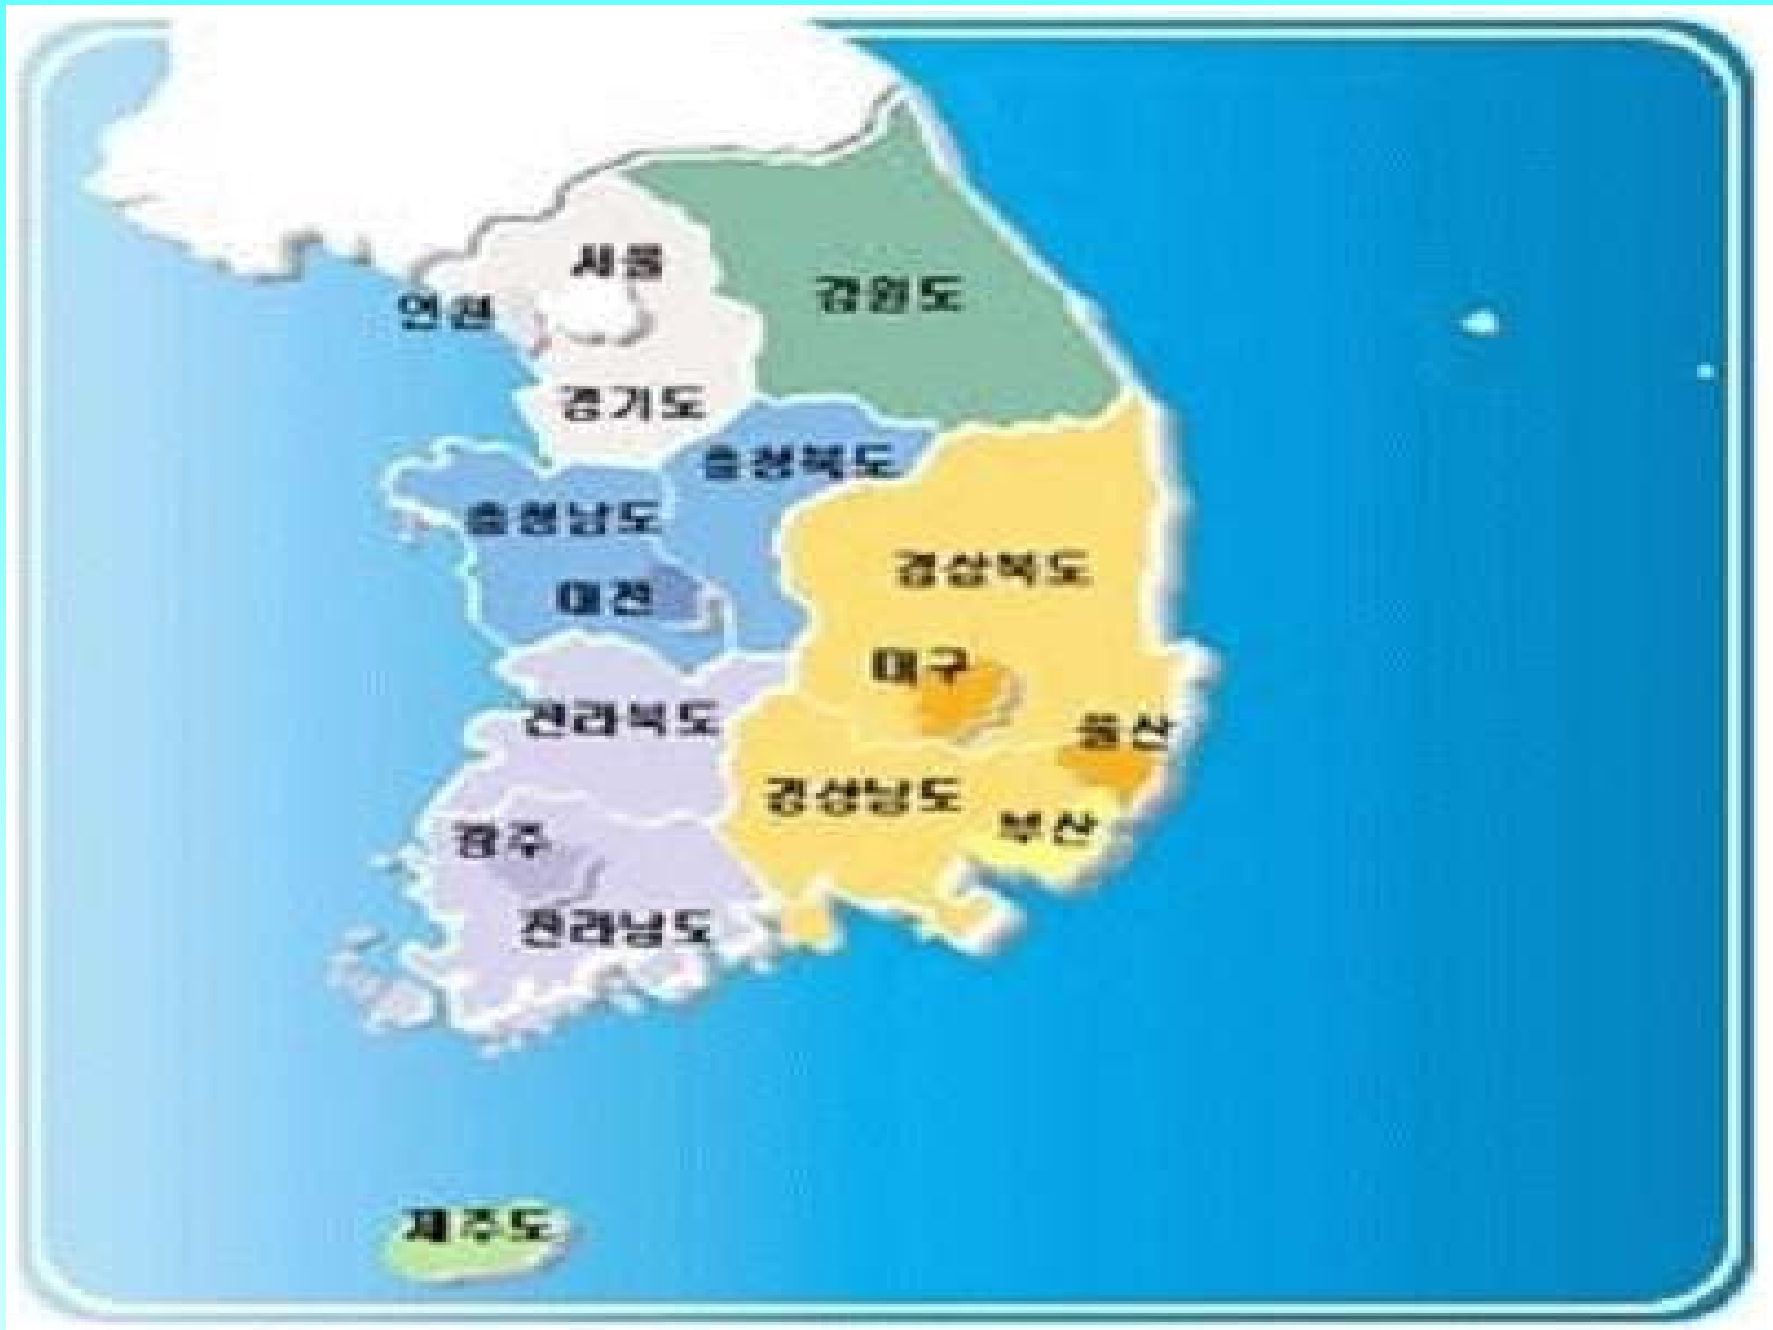 서울
강원도
인천
경기도
충청북도
충청남도
경상북도
대전
대구
전라북도
울산
경상남도
부산
광주
전라남도
제주도